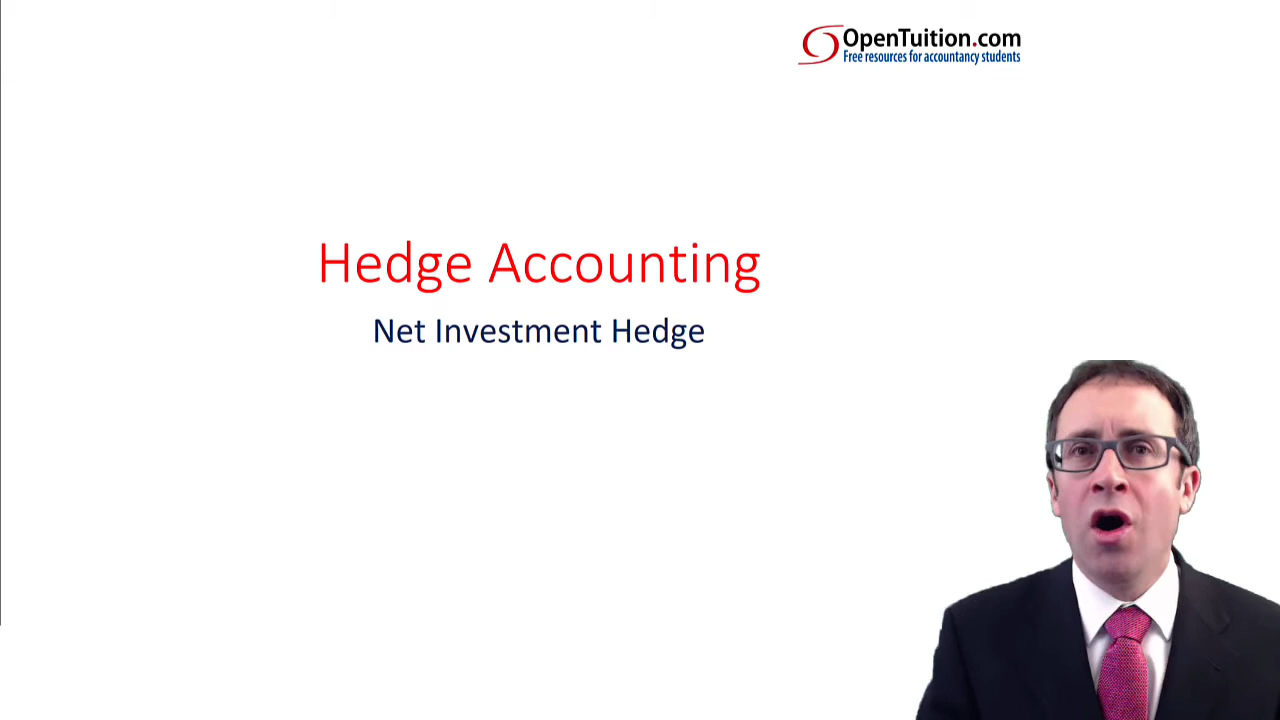 OpenTuition.com
Free resources for accountancy students
Hedge Accounting
Net Investment Hedge